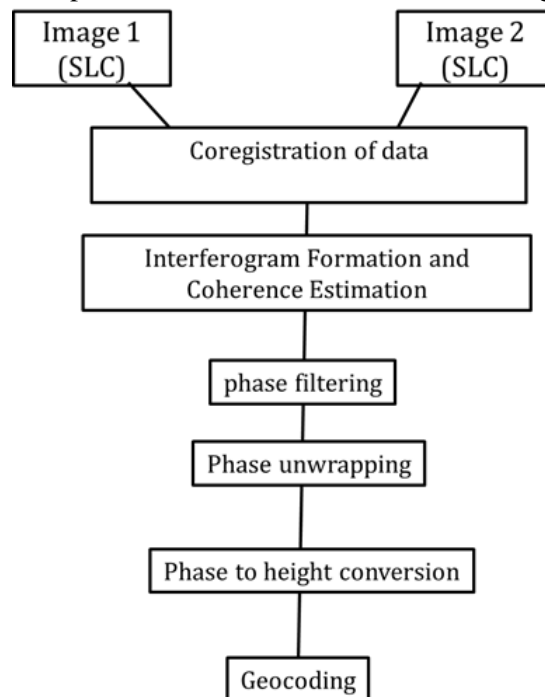 Image 1
(SLC)
Image 2
(SLC)
Coregistration of data
Interferogram Formation and
Coherence Estimation
phase filtering
Phase unwrapping
Phase to height conversion
Geocoding